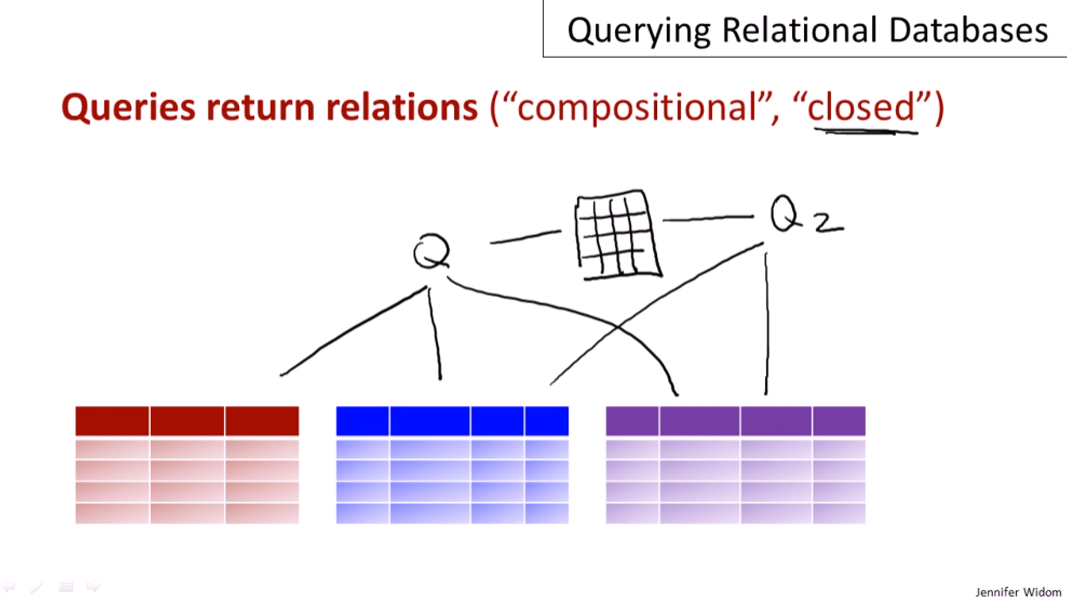 Querying Relational Databases
Queries return relations (“compositional”, “closed”)
Q
Q2
Jennifer Widom